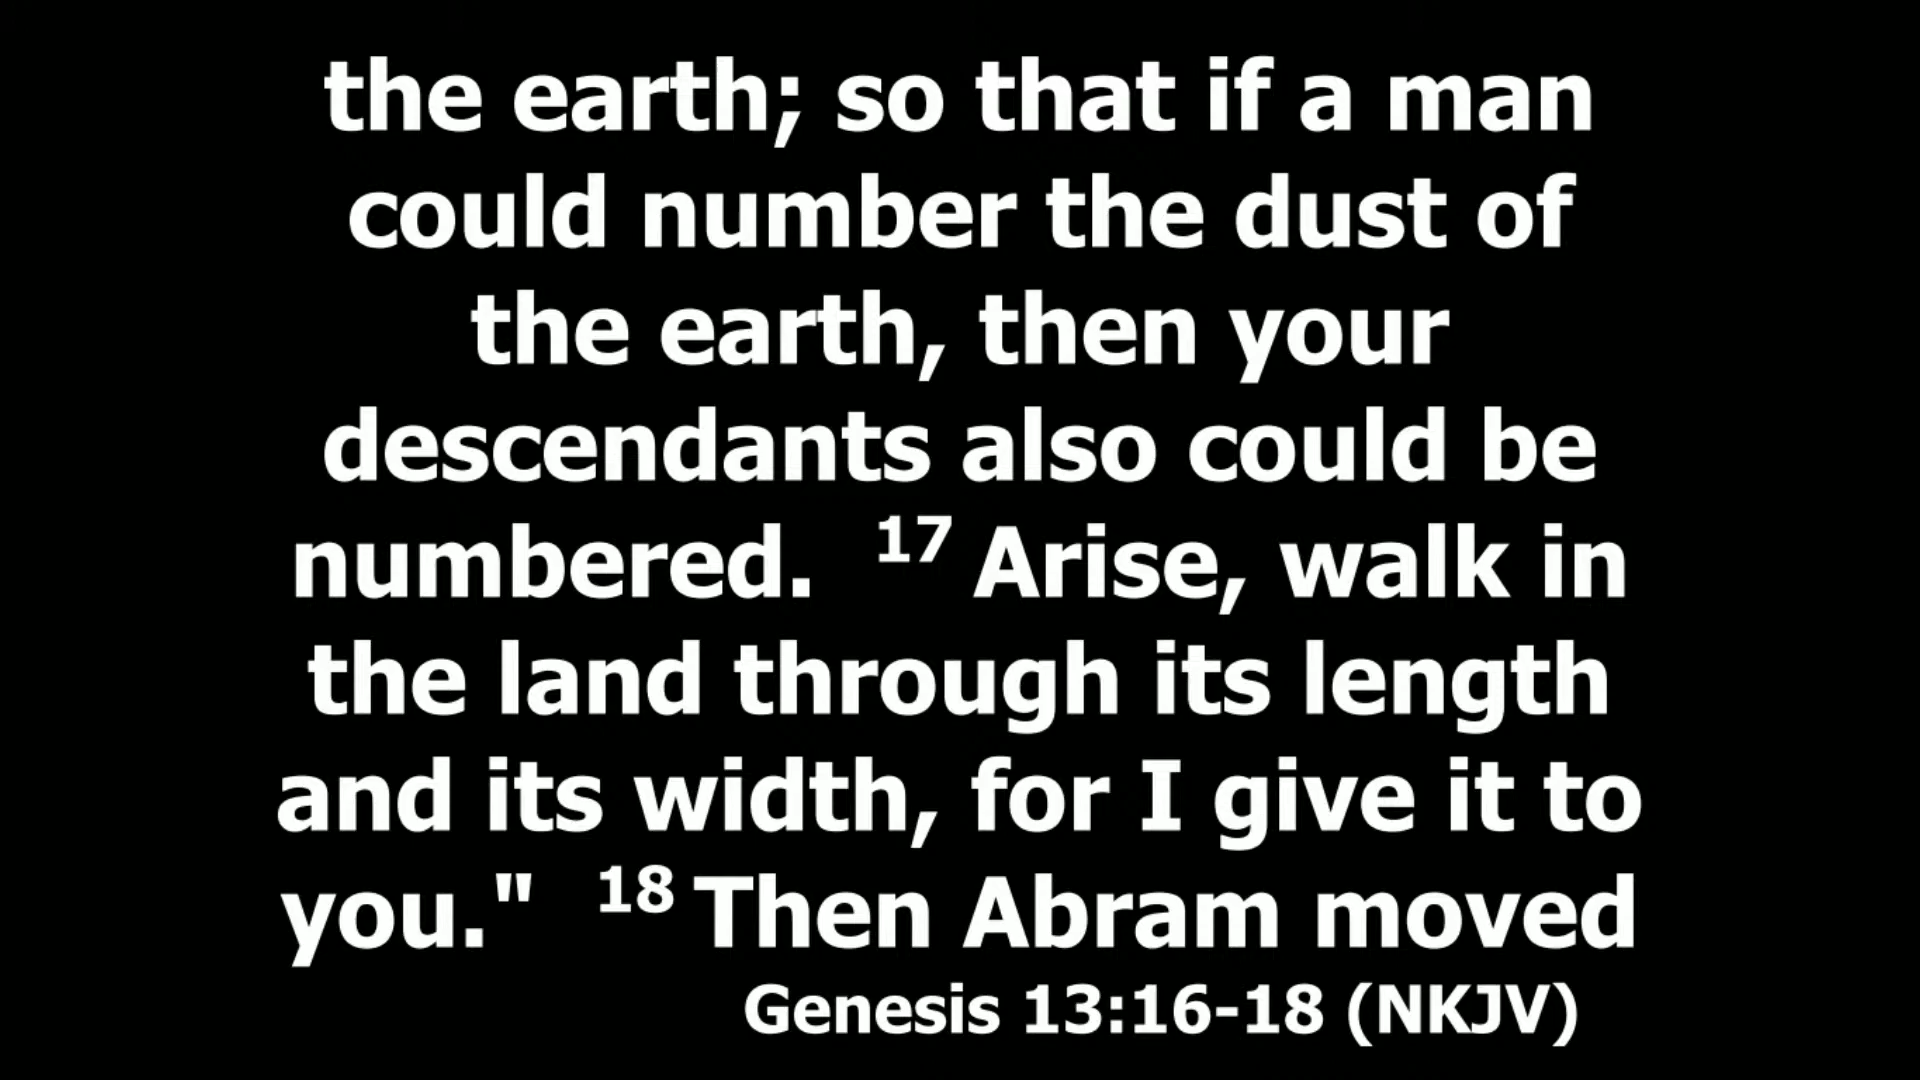 the earth; so that if a man
could number the dust of
the earth, then your
descendants also could be
numbered. 17 Arise, walk in
the land through its length
and its width, for I give it to
you." 18 Then Abram moved
Genesis 13:16-18 (NKJV)